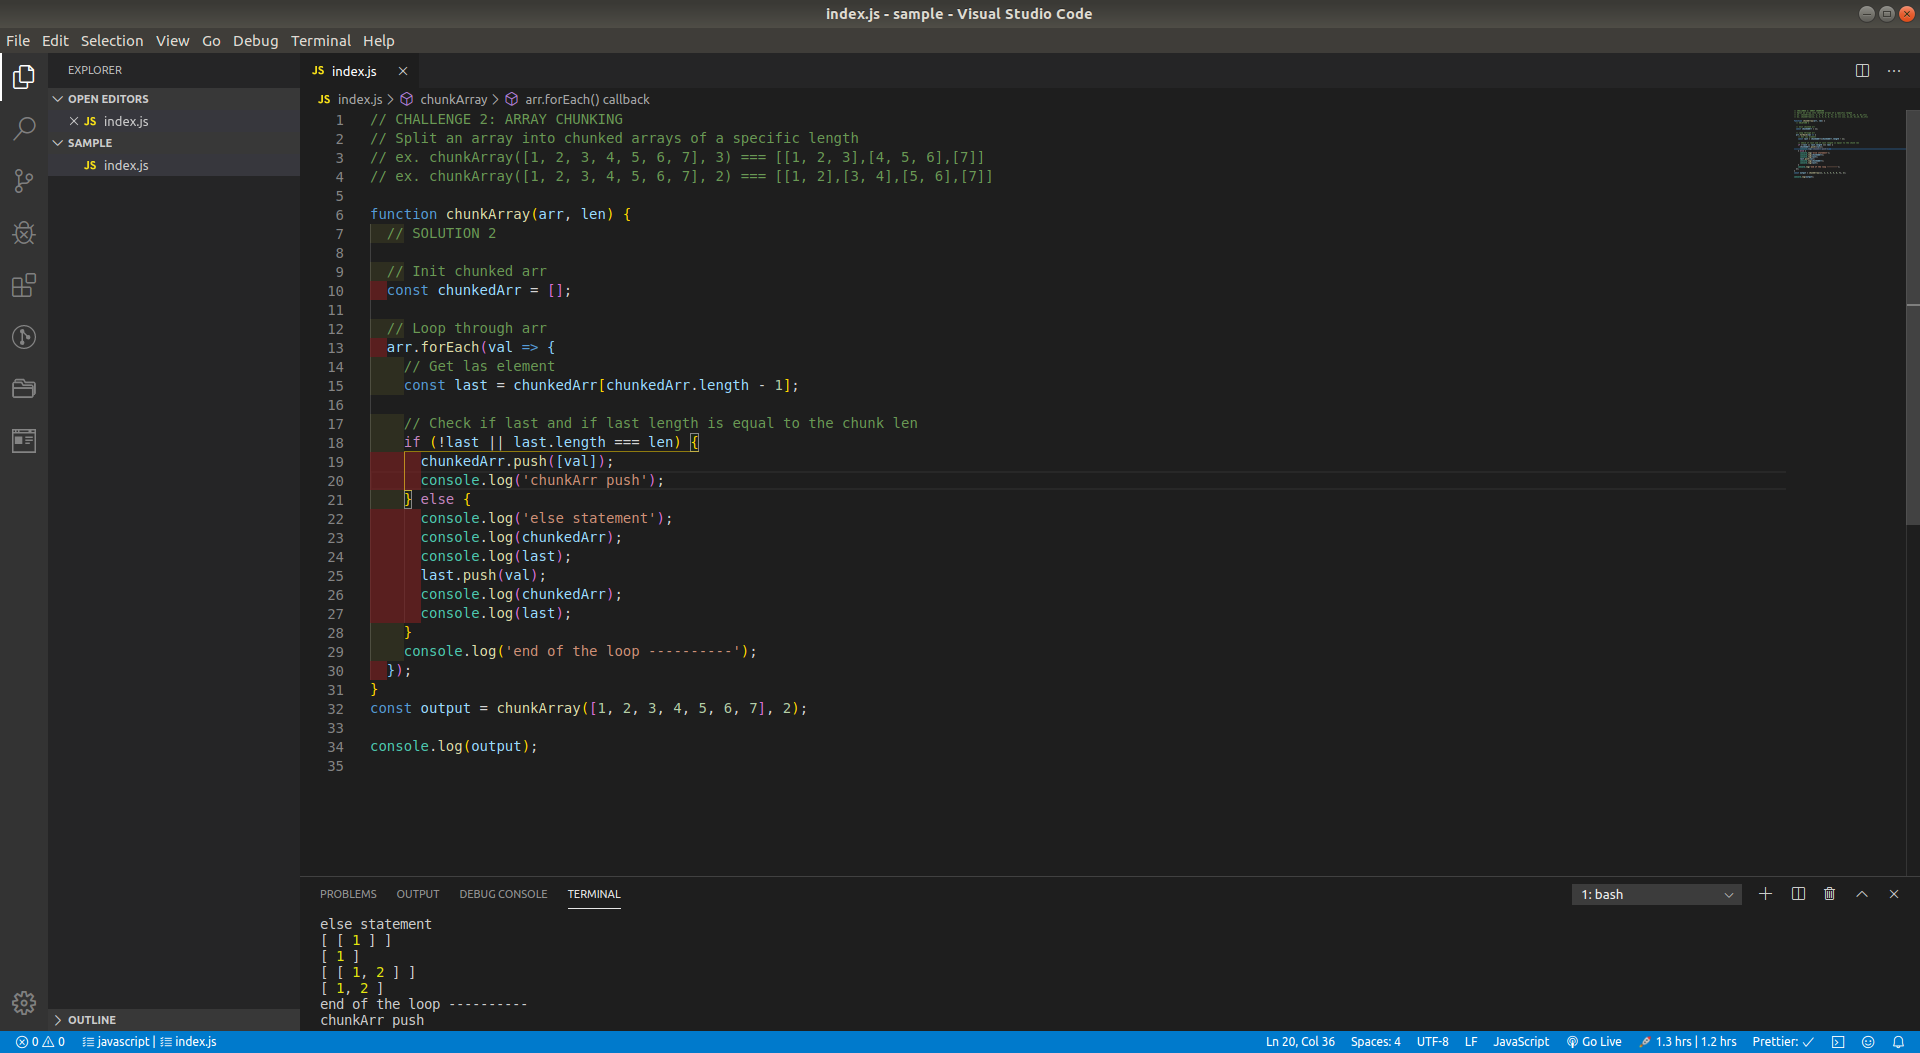 index.js - sample - Visual Studio Code
File Edit Selection View Go Debug Terminal Help
EXPLORER
OPEN EDITORS
JS index.js
SAMPLE
JS index.js
OUTLINE
JS index.js
JS index.js > chunkArray > arr.forEach() callback
1 // CHALLENGE 2: ARRAY CHUNKING
2 // Split an array into chunked arrays of a specific length
3 // ex. chunkArray([1, 2, 3, 4, 5, 6, 7], 3) === [[1, 2, 3],[4, 5, 6],[7]]
4 // ex. chunkArray([1, 2, 3, 4, 5, 6, 7], 2) === [[1, 2],[3, 4],[5, 6],[7]]
5
6 function chunkArray(arr, len) {
7 // SOLUTION 2
8
9 // Init chunked arr
10 const chunkedArr = [];
11
12 // Loop through arr
13 arr.forEach(val => {
14 // Get las element
15 const last = chunkedArr[chunkedArr.length - 1];
16
17 // Check if last and if last length is equal to the chunk len
18 if (!last || last.length === len) {
19 chunkedArr.push([val]);
20 console.log('chunkArr push');
21 } else {
22 console.log('else statement');
23 console.log(chunkedArr);
24 console.log(last);
25 last.push(val);
26 console.log(chunkedArr);
27 console.log(last);
28 }
29 console.log('end of the loop ----------');
30 });
31 }
32 const output = chunkArray([1, 2, 3, 4, 5, 6, 7], 2);
33
34 console.log(output);
35
PROBLEMS OUTPUT DEBUG CONSOLE TERMINAL 1: bash
else statement
[ [ 1 ] ]
[ 1 ]
[ [ 1, 2 ] ]
[ 1, 2 ]
end of the loop ----------
chunkArr push
0 0 javascript | index.js Ln 20, Col 36 Spaces: 4 UTF-8 LF JavaScript Go Live 1.3 hrs | 1.2 hrs Prettier: ✓